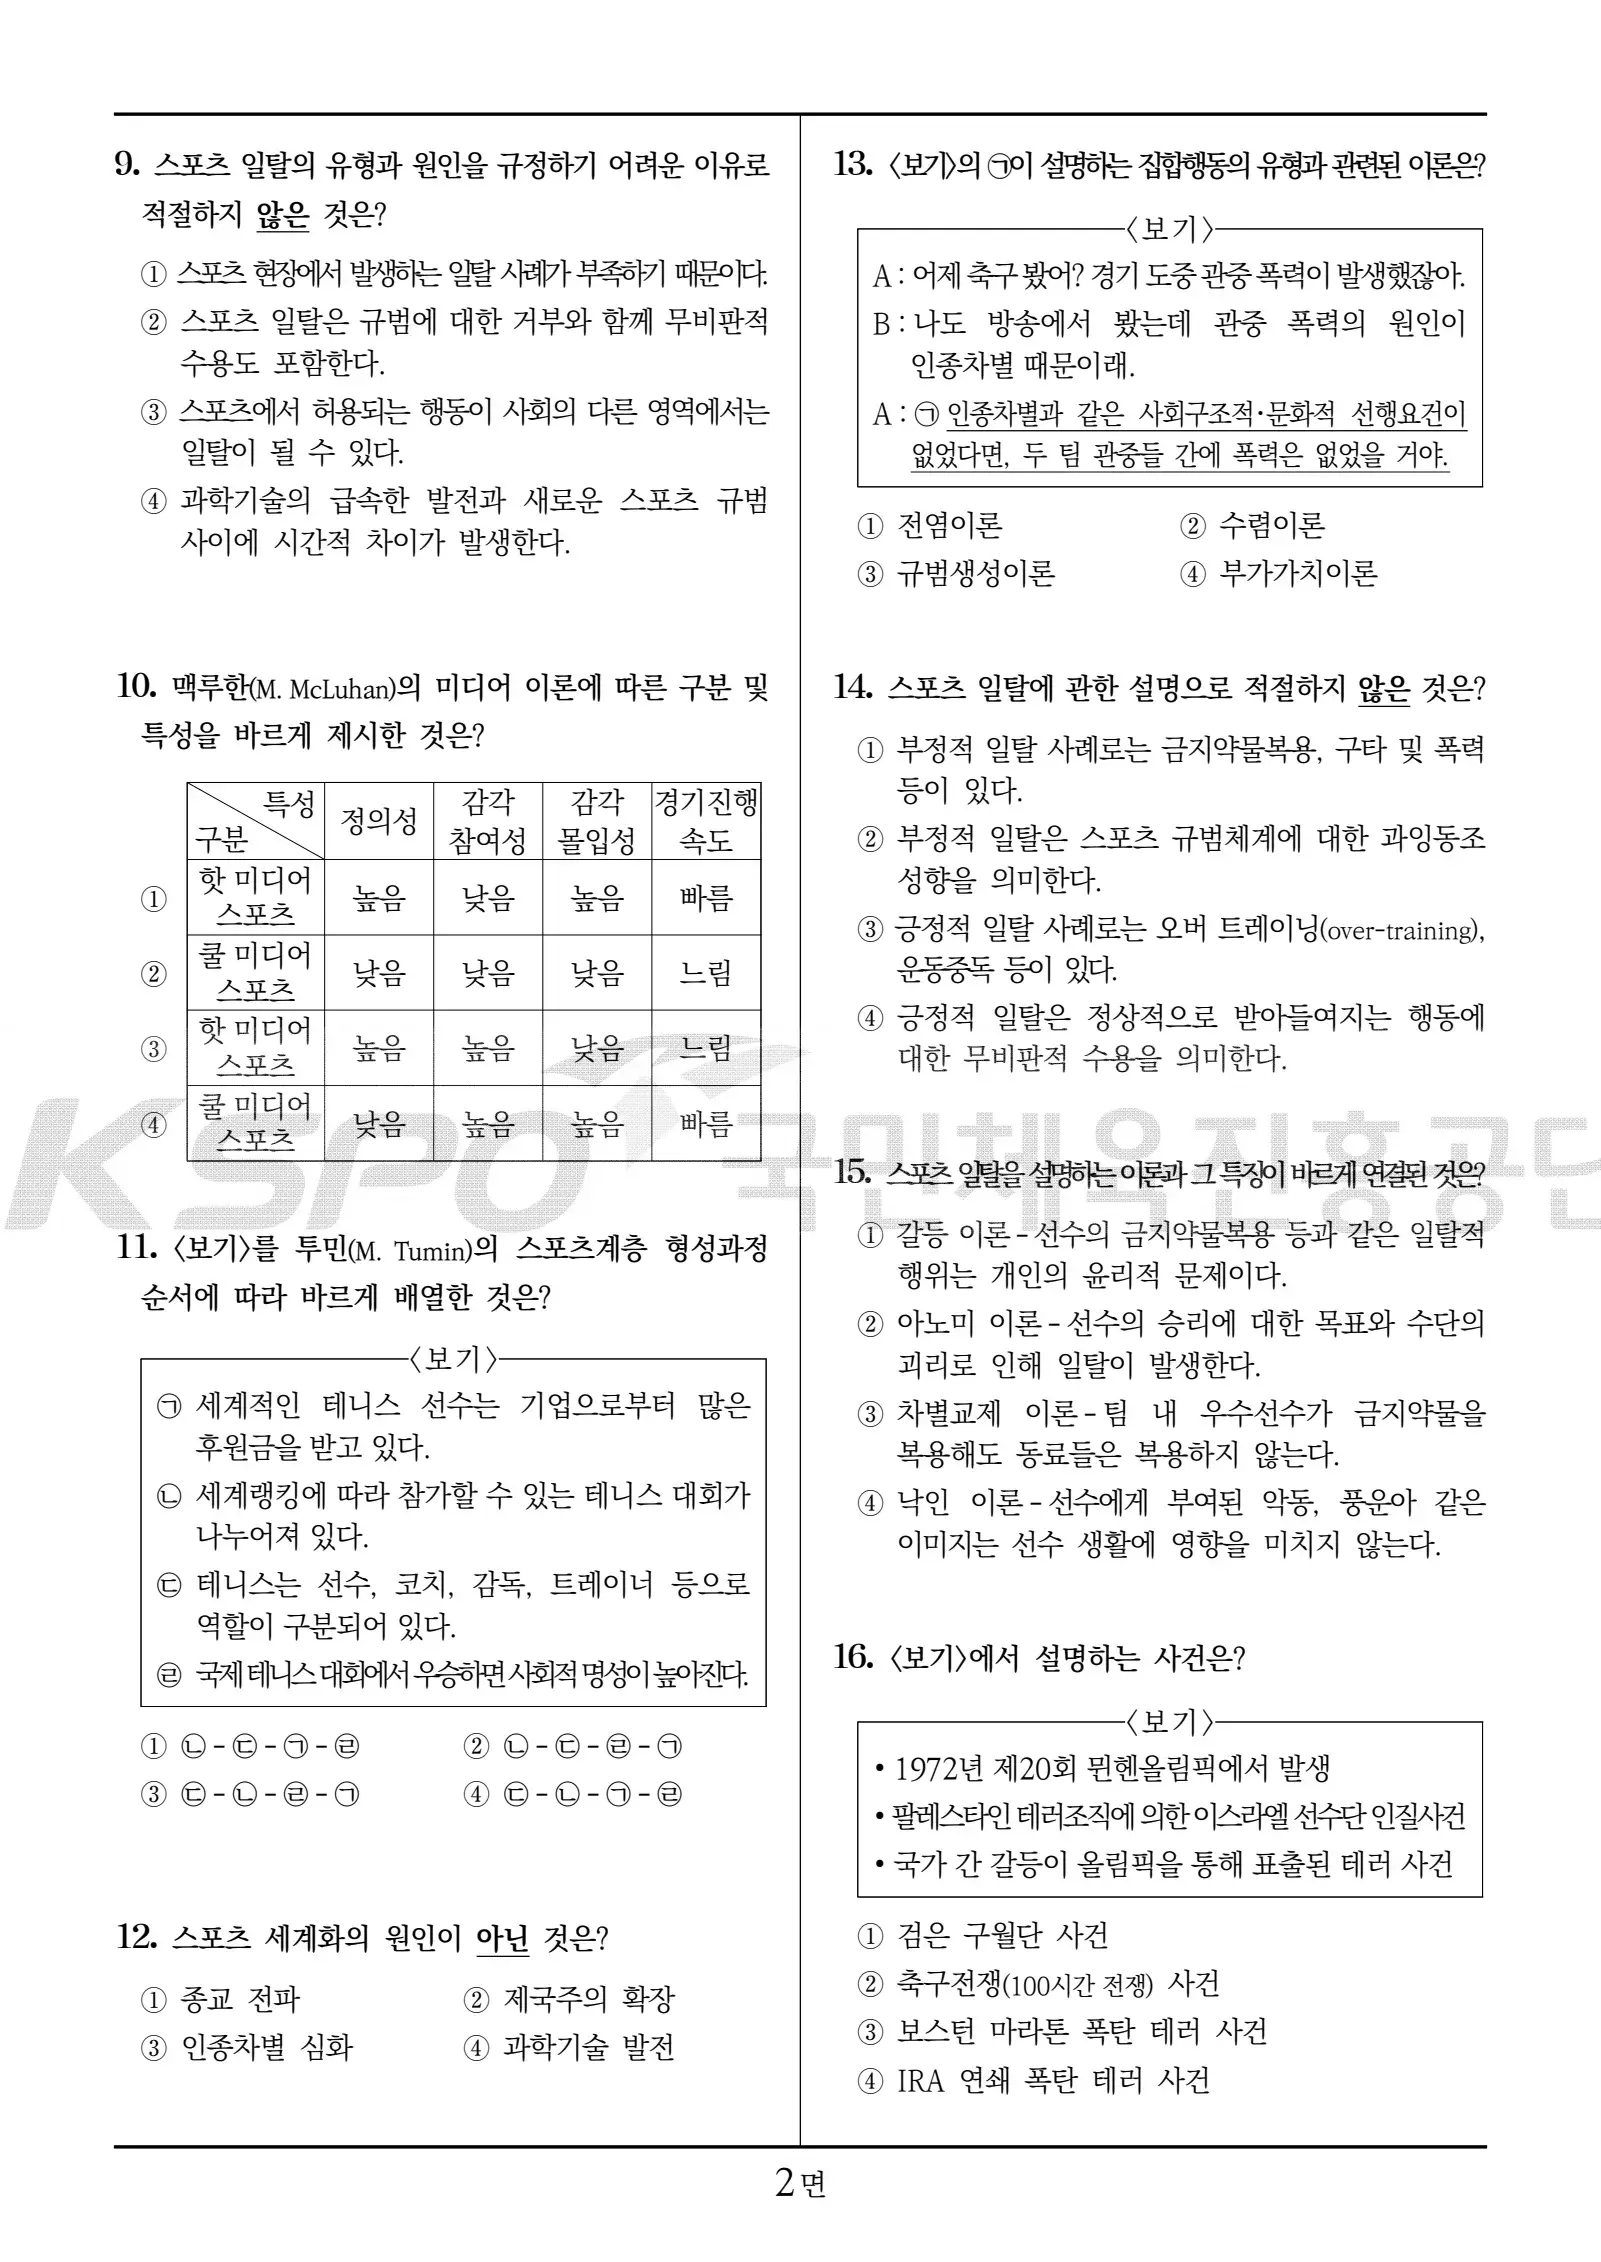 9. 스포츠 일탈의 유형과 원인을 규정하기 어려운 이유로
적절하지 않은 것은?
① 스포츠 현장에서 발생하는 일탈 사례가 부족하기 때문이다.
② 스포츠 일탈은 규범에 대한 거부와 함께 무비판적
수용도 포함한다.
③ 스포츠에서 허용되는 행동이 사회의 다른 영역에서는
일탈이 될 수 있다.
④ 과학기술의 급속한 발전과 새로운 스포츠 규범
사이에 시간적 차이가 발생한다.
10. 맥루한(M. McLuhan)의 미디어 이론에 따른 구분 및
특성을 바르게 제시한 것은?
특성
구분
정의성
감각
참여성
감각
몰입성
경기진행
속도
①
핫 미디어
스포츠
높음 낮음 높음 빠름
②
쿨 미디어
스포츠
낮음 낮음 낮음 느림
③
핫 미디어
스포츠
높음 높음 낮음 느림
④
쿨 미디어
스포츠
낮음 높음 높음 빠름
11. 〈보기〉를 투민(M. Tumin)의 스포츠계층 형성과정
순서에 따라 바르게 배열한 것은?
〈보기〉
㉠ 세계적인 테니스 선수는 기업으로부터 많은
후원금을 받고 있다.
㉡ 세계랭킹에 따라 참가할 수 있는 테니스 대회가
나누어져 있다.
㉢ 테니스는 선수, 코치, 감독, 트레이너 등으로
역할이 구분되어 있다.
㉣ 국제 테니스 대회에서 우승하면 사회적 명성이 높아진다.
① ㉡-㉢-㉠-㉣ ② ㉡-㉢-㉣-㉠
③ ㉢-㉡-㉣-㉠ ④ ㉢-㉡-㉠-㉣
12. 스포츠 세계화의 원인이 아닌 것은?
① 종교 전파 ② 제국주의 확장
③ 인종차별 심화 ④ 과학기술 발전
13. 〈보기〉의 ㉠이 설명하는 집합행동의 유형과 관련된 이론은?
〈보기〉
A : 어제 축구 봤어? 경기 도중 관중 폭력이 발생했잖아.
B : 나도 방송에서 봤는데 관중 폭력의 원인이
인종차별 때문이래.
A : ㉠ 인종차별과 같은 사회구조적·문화적 선행요건이
없었다면, 두 팀 관중들 간에 폭력은 없었을 거야.
① 전염이론 ② 수렴이론
③ 규범생성이론 ④ 부가가치이론
14. 스포츠 일탈에 관한 설명으로 적절하지 않은 것은?
① 부정적 일탈 사례로는 금지약물복용, 구타 및 폭력
등이 있다.
② 부정적 일탈은 스포츠 규범체계에 대한 과잉동조
성향을 의미한다.
③ 긍정적 일탈 사례로는 오버 트레이닝(over-training),
운동중독 등이 있다.
④ 긍정적 일탈은 정상적으로 받아들여지는 행동에
대한 무비판적 수용을 의미한다.
KSPO 국민체육진흥공단
15. 스포츠 일탈을 설명하는 이론과 그 특징이 바르게 연결된 것은?
① 갈등 이론 - 선수의 금지약물복용 등과 같은 일탈적
행위는 개인의 윤리적 문제이다.
② 아노미 이론 - 선수의 승리에 대한 목표와 수단의
괴리로 인해 일탈이 발생한다.
③ 차별교제 이론 - 팀 내 우수선수가 금지약물을
복용해도 동료들은 복용하지 않는다.
④ 낙인 이론 - 선수에게 부여된 악동, 풍운아 같은
이미지는 선수 생활에 영향을 미치지 않는다.
16. 〈보기〉에서 설명하는 사건은?
〈보기〉
• 1972년 제20회 뮌헨올림픽에서 발생
• 팔레스타인 테러조직에 의한 이스라엘 선수단 인질사건
• 국가 간 갈등이 올림픽을 통해 표출된 테러 사건
① 검은 구월단 사건
② 축구전쟁(100시간 전쟁) 사건
③ 보스턴 마라톤 폭탄 테러 사건
④ IRA 연쇄 폭탄 테러 사건
2면